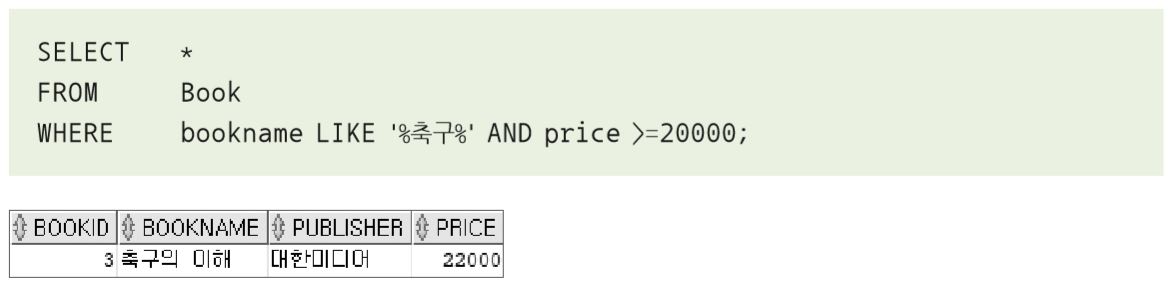 SELECT *
FROM Book
WHERE bookname LIKE '%축구%' AND price >=20000;
BOOKID BOOKNAME PUBLISHER PRICE
3 축구의 이해 대한미디어 22000